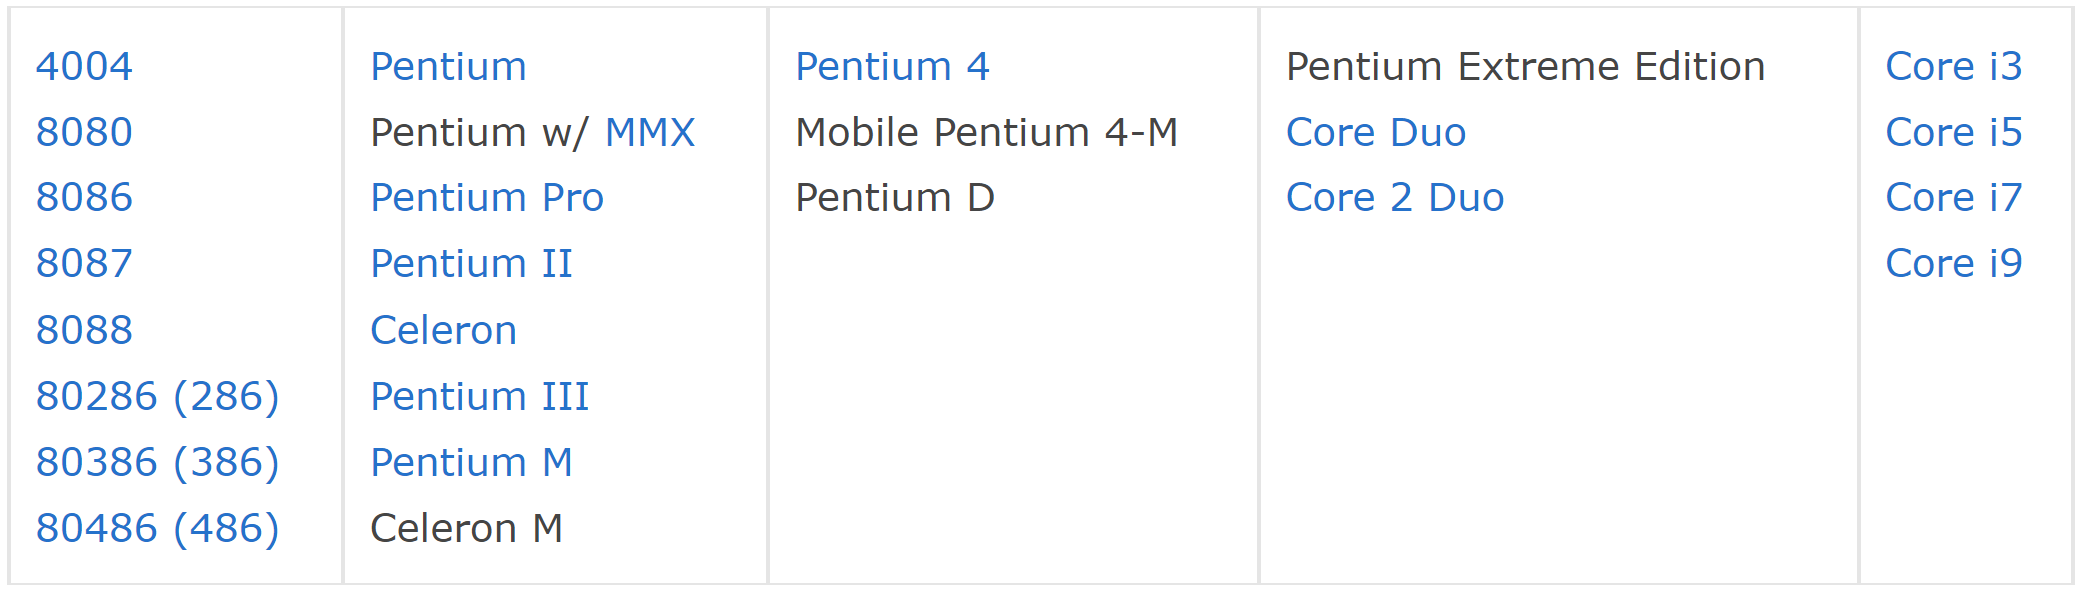 4004
8080
8086
8087
8088
80286 (286)
80386 (386)
80486 (486)
Pentium
Pentium w/ MMX
Pentium Pro
Pentium II
Celeron
Pentium III
Pentium M
Celeron M
Pentium 4
Mobile Pentium 4-M
Pentium D
Pentium Extreme Edition
Core Duo
Core 2 Duo
Core i3
Core i5
Core i7
Core i9